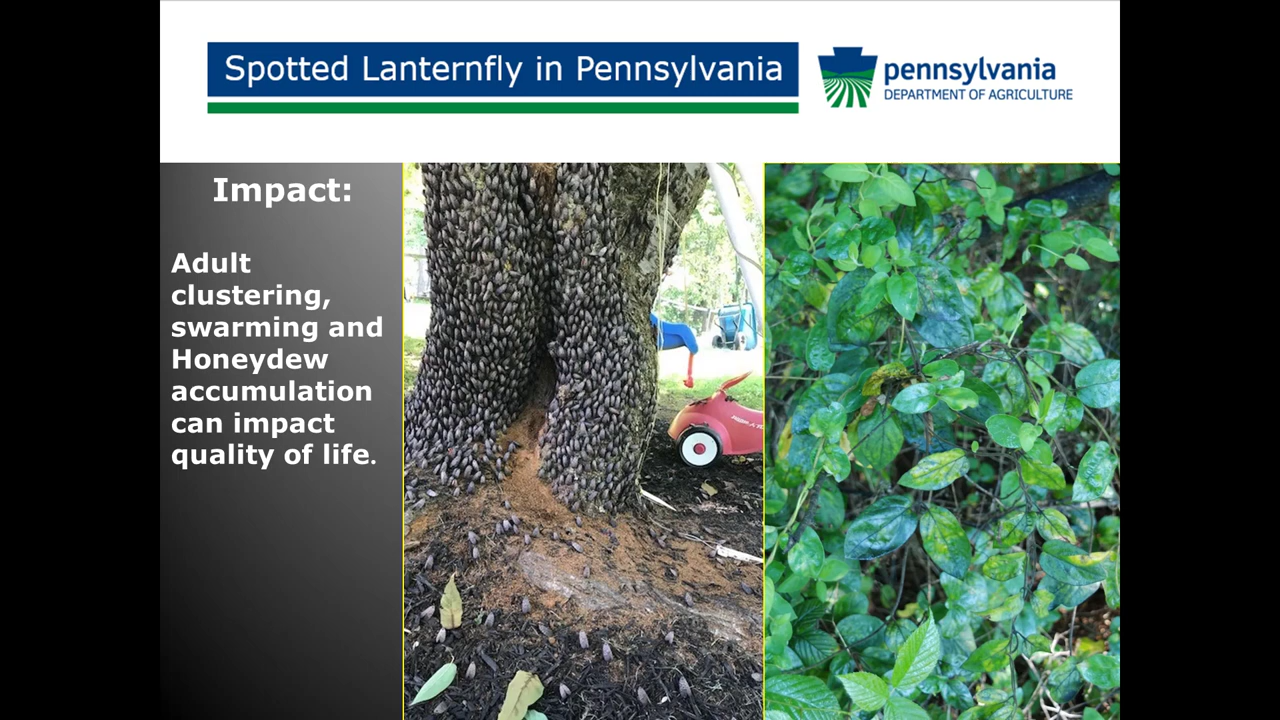 Spotted Lanternfly in Pennsylvania
pennsylvania
DEPARTMENT OF AGRICULTURE
Impact:
Adult
clustering,
swarming and
Honeydew
accumulation
can impact
quality of life.